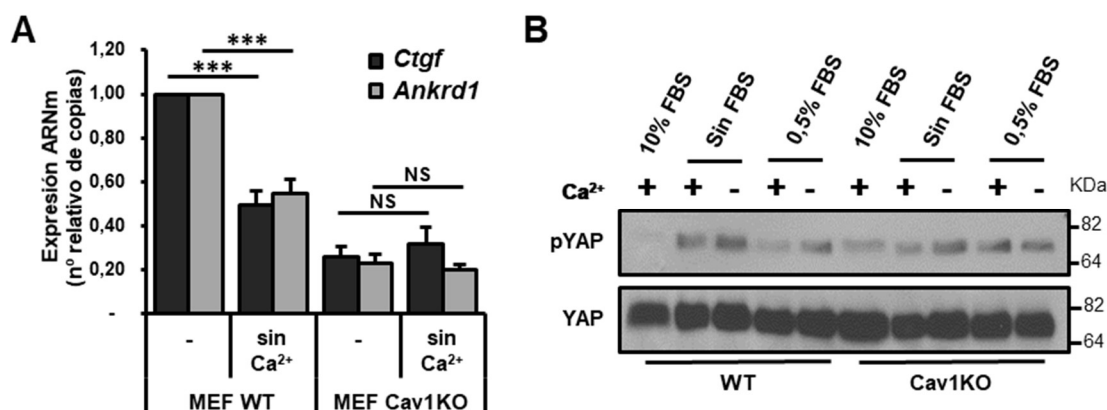 A
Expresión ARNm
(nº relativo de copias)
1,20
1,00
0,80
0,60
0,40
0,20
-
***
***
NS
NS
Ctgf
Ankrd1
-
sin
Ca²⁺
-
sin
Ca²⁺
MEF WT
MEF Cav1KO
B
10% FBS
Sin FBS
0,5% FBS
10% FBS
Sin FBS
0,5% FBS
Ca²⁺ + + - + - + + - + - KDa
pYAP
82
64
YAP
82
64
WT
Cav1KO